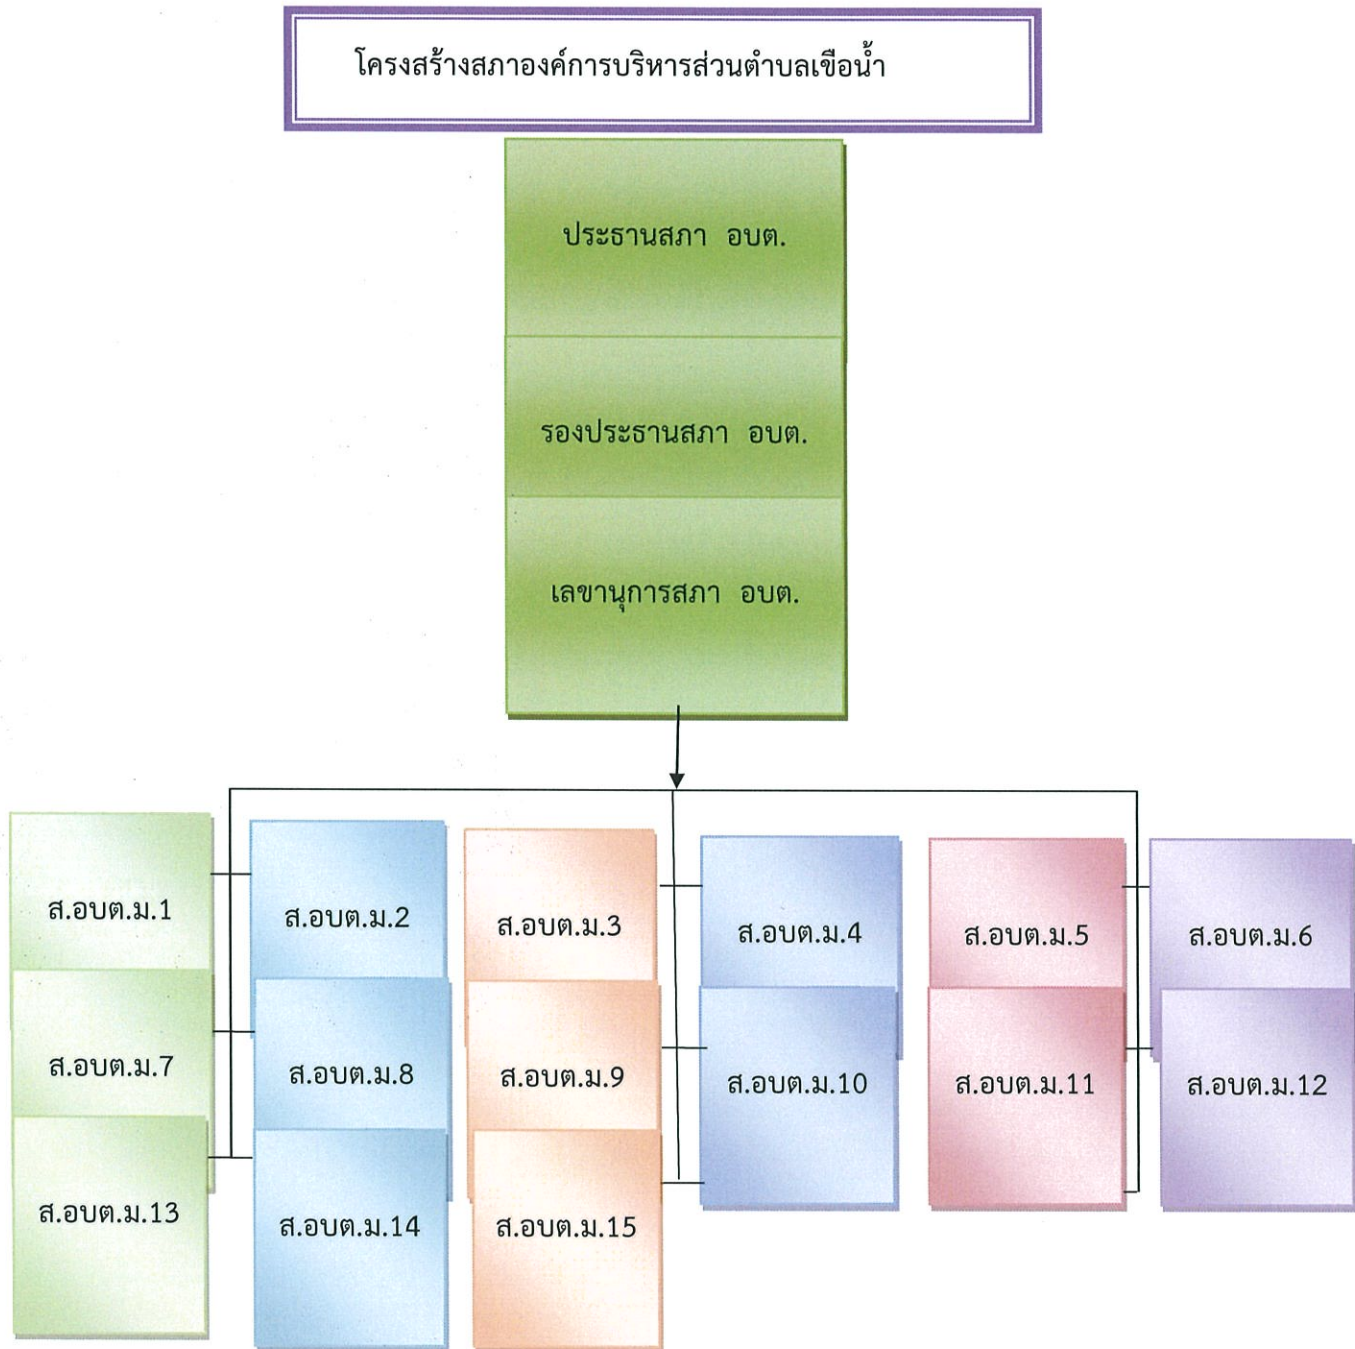 โครงสร้างสภาองค์การบริหารส่วนตำบลเขือน้ำ
ประธานสภา อบต.
รองประธานสภา อบต.
เลขานุการสภา อบต.
ส.อบต.ม.1
ส.อบต.ม.2
ส.อบต.ม.3
ส.อบต.ม.4
ส.อบต.ม.5
ส.อบต.ม.6
ส.อบต.ม.7
ส.อบต.ม.8
ส.อบต.ม.9
ส.อบต.ม.10
ส.อบต.ม.11
ส.อบต.ม.12
ส.อบต.ม.13
ส.อบต.ม.14
ส.อบต.ม.15